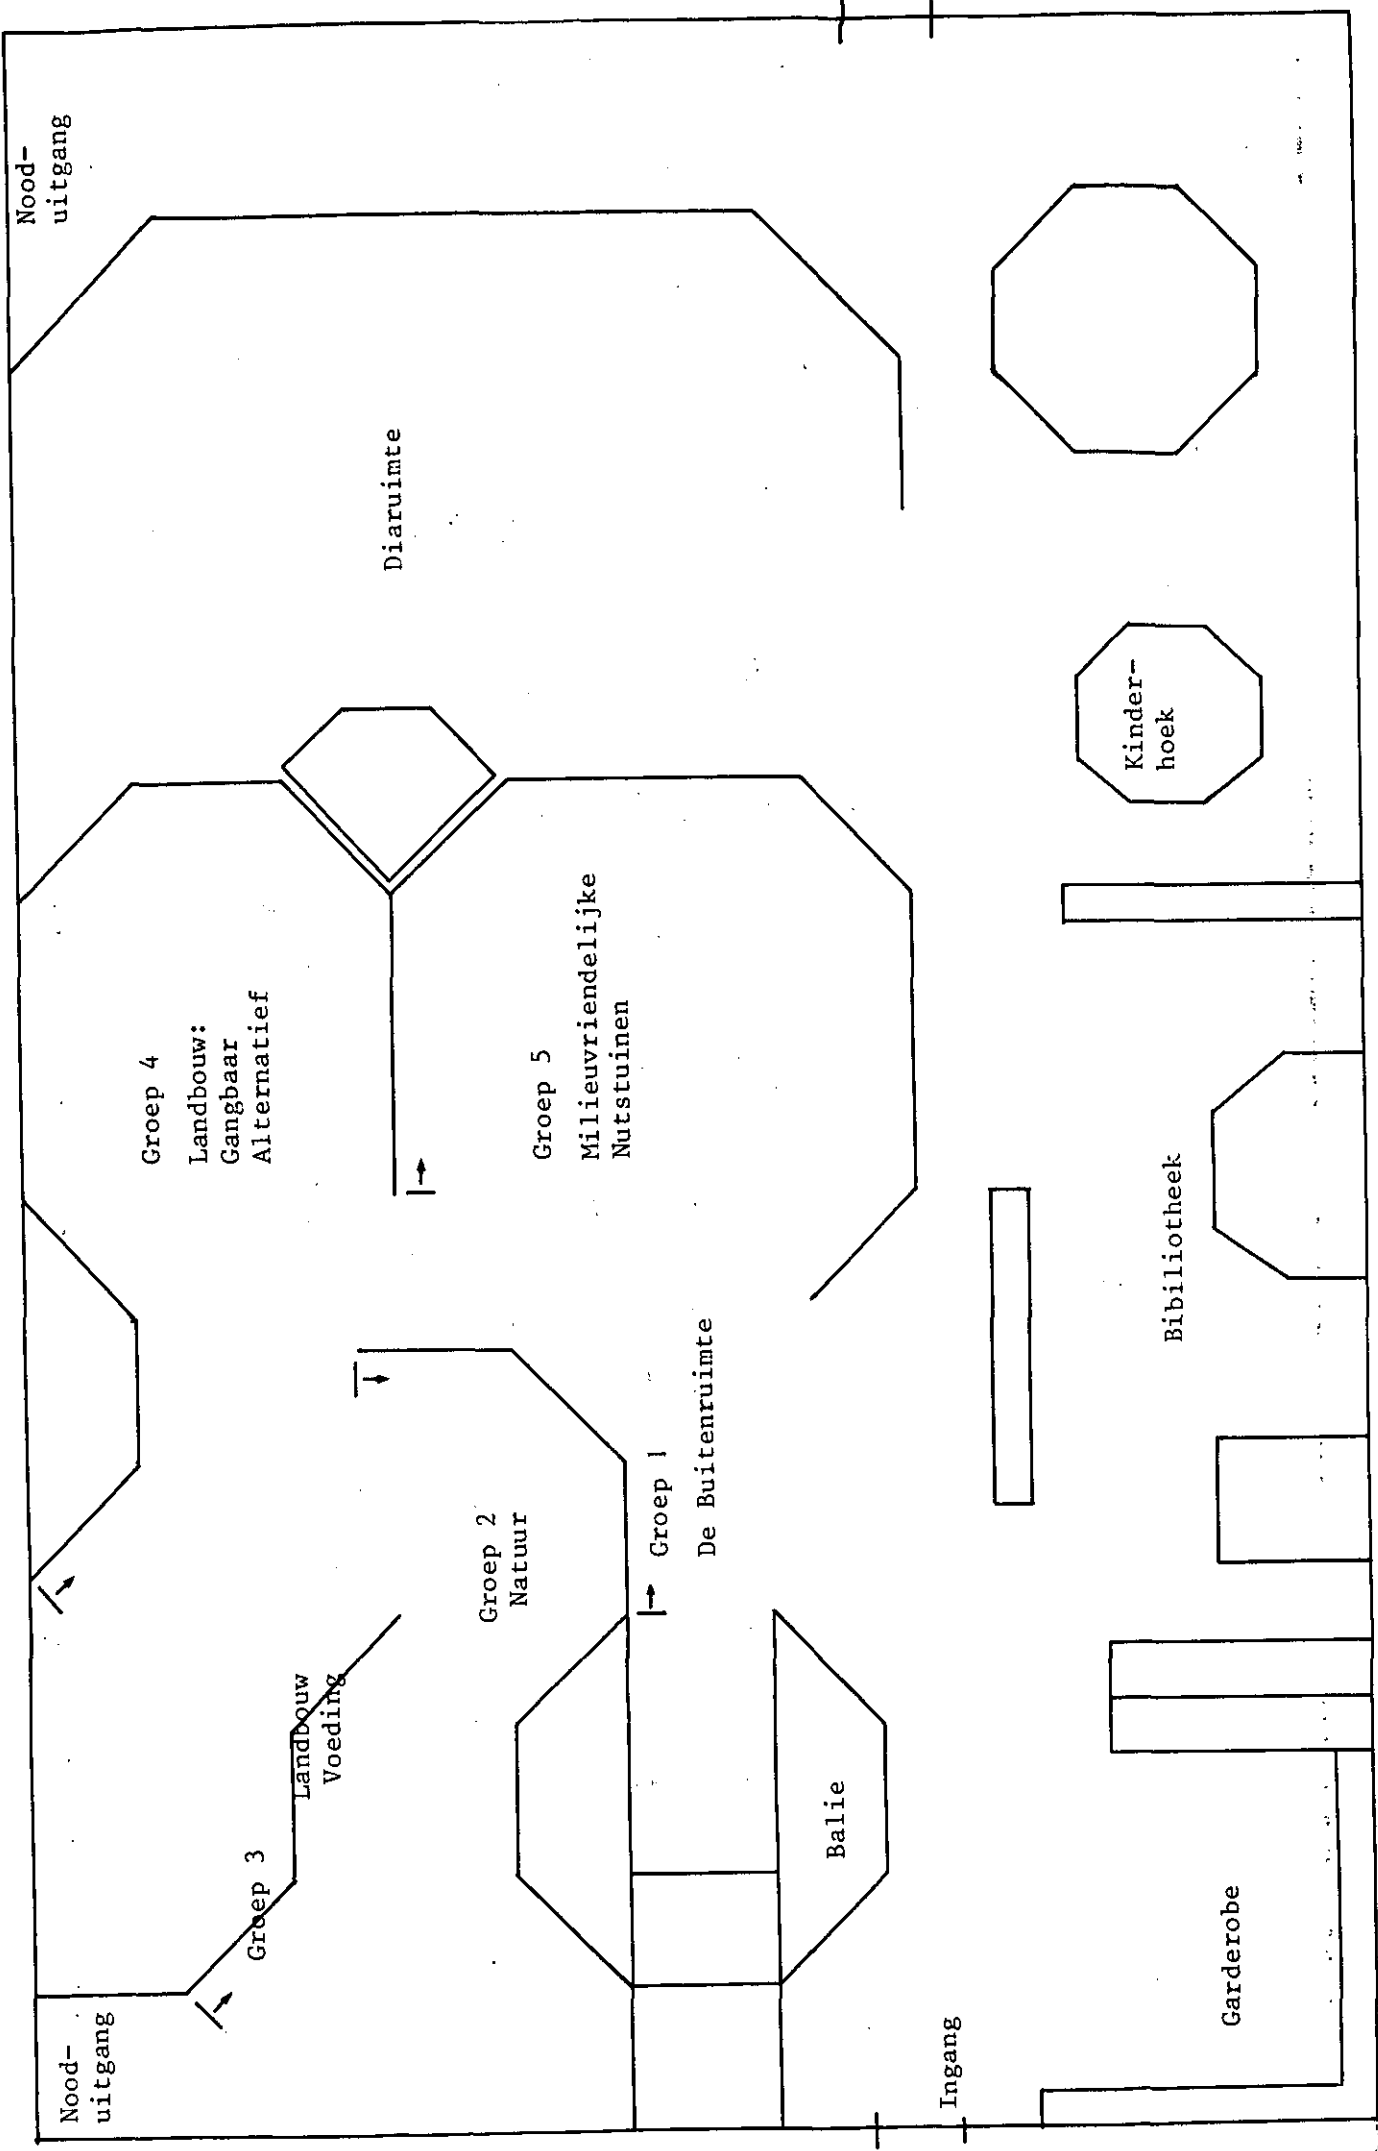 Nood-
uitgang
Groep 3
Landbouw
Voeding
Groep 4
Landbouw:
Gangbaar
Alternatief
Diaruimte
Nood-
uitgang
Groep 2
Natuur
Groep 5
Milieuvriendelijke
Nutstuinen
Groep 1
De Buitenruimte
Balie
Ingang
Kinder-
hoek
Bibiliotheek
Garderobe